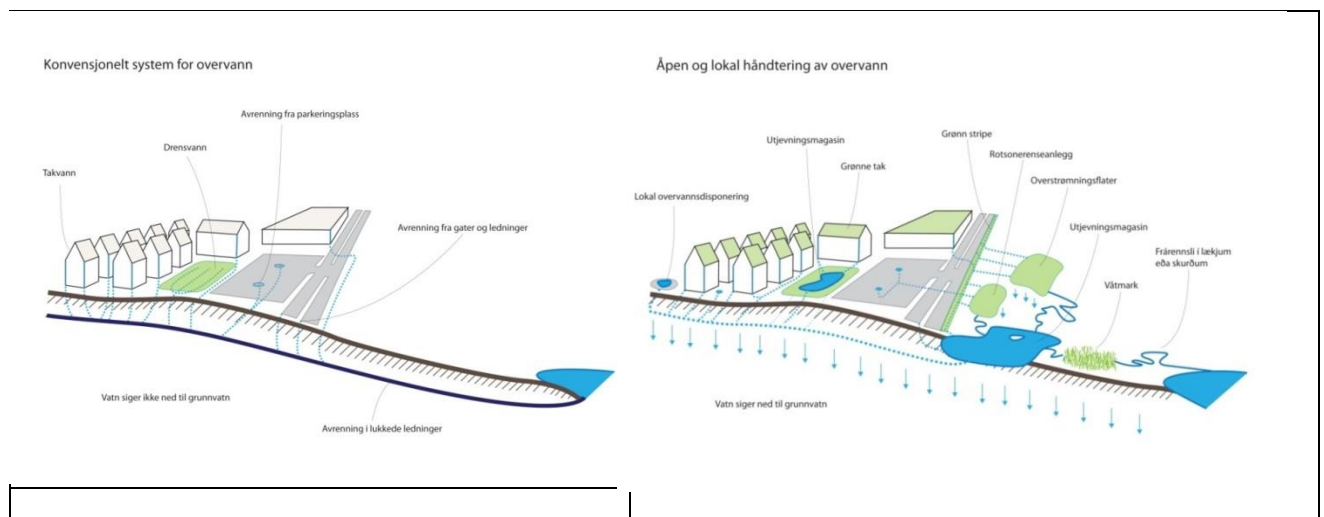 Konvensjonelt system for overvann
Avrenning fra parkeringsplass
Drensvann
Takvann
Avrenning fra gater og ledninger
Vatn siger ikke ned til grunnvatn
Avrenning i lukkede ledninger
Åpen og lokal håndtering av overvann
Grønn stripe
Utjevningsmagasin
Rotsonerenseanlegg
Grønne tak
Overstrømningsflater
Lokal overvannsdisponering
Utjevningsmagasin
Frárennsli í lækjum
eða skurðum
Våtmark
Vatn siger ned til grunnvatn